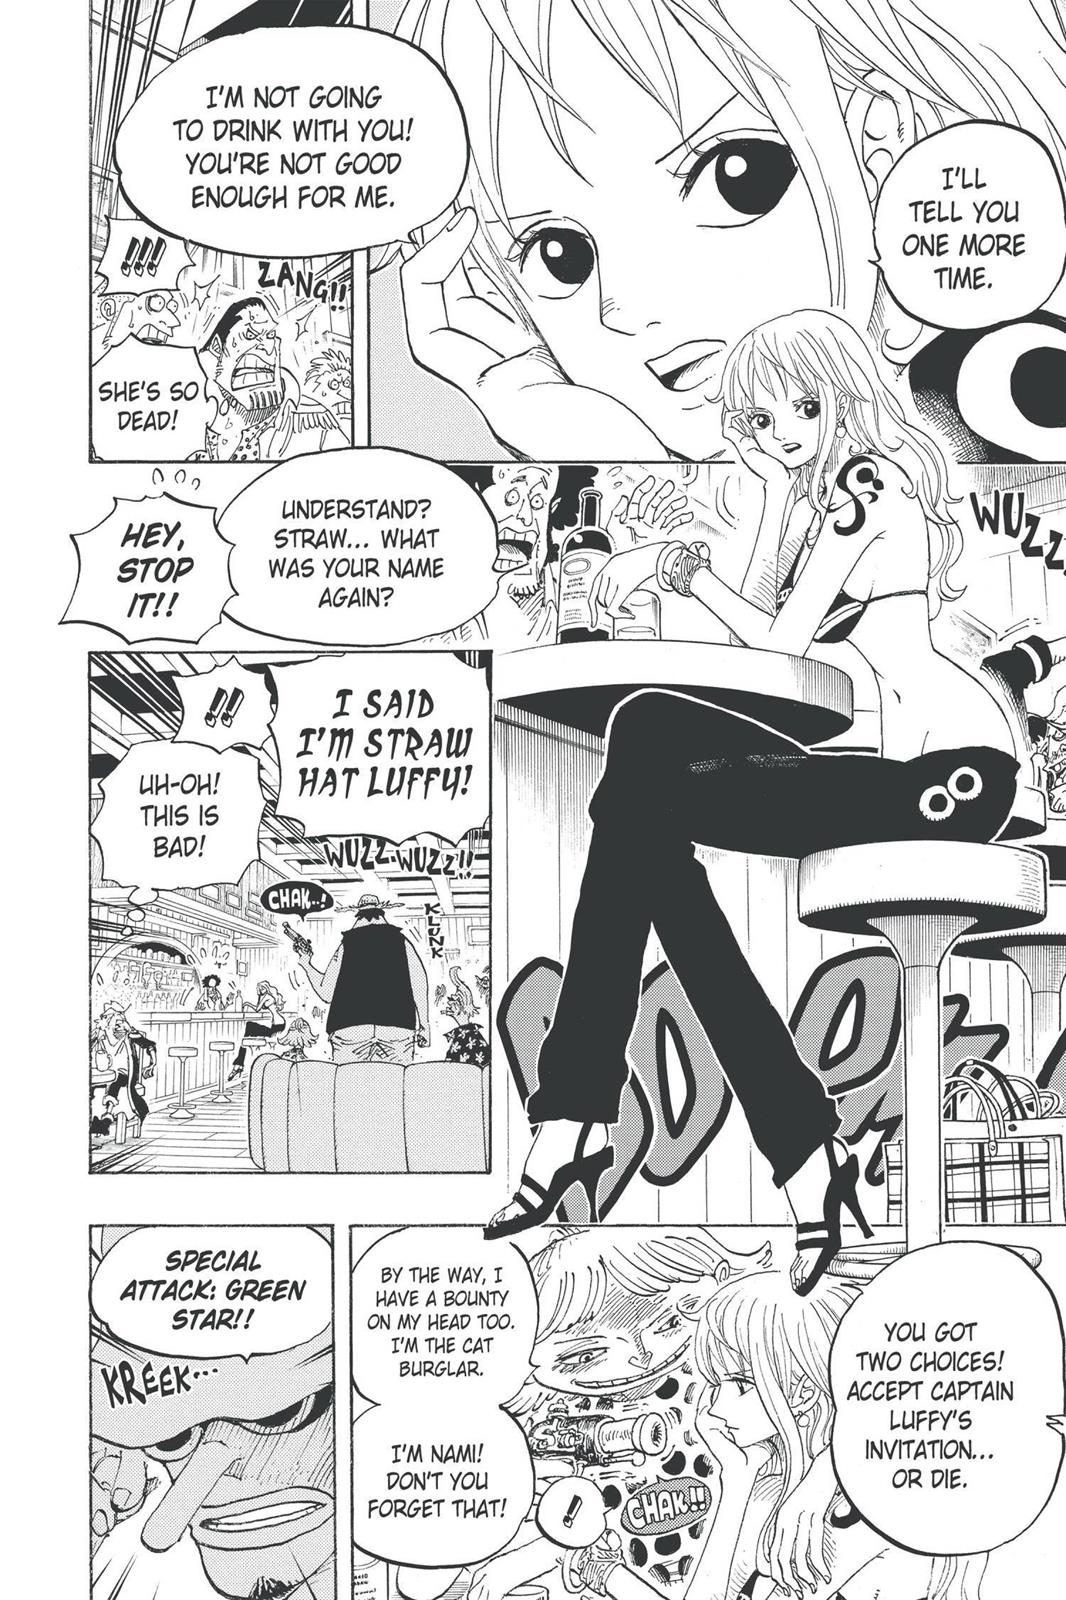 I'LL
TELL YOU
ONE MORE
TIME.
I'M NOT GOING
TO DRINK WITH YOU!
YOU'RE NOT GOOD
ENOUGH FOR ME.
!!!
ZANG!!
SHE'S SO
DEAD!
WUZZ
UNDERSTAND?
STRAW... WHAT
WAS YOUR NAME
AGAIN?
HEY,
STOP
IT!!
I SAID
I'M STRAW
HAT LUFFY!
!!
UH-OH!
THIS IS
BAD!
WUZZ-WUZZ!!
CHAK..!
KLUNK
YOU GOT
TWO CHOICES!
ACCEPT CAPTAIN
LUFFY'S
INVITATION...
OR DIE.
BY THE WAY, I
HAVE A BOUNTY
ON MY HEAD TOO.
I'M THE CAT
BURGLAR.
I'M NAMI!
DON'T YOU
FORGET THAT!
CHAK!!
!
SPECIAL
ATTACK: GREEN
STAR!!
KREEK...